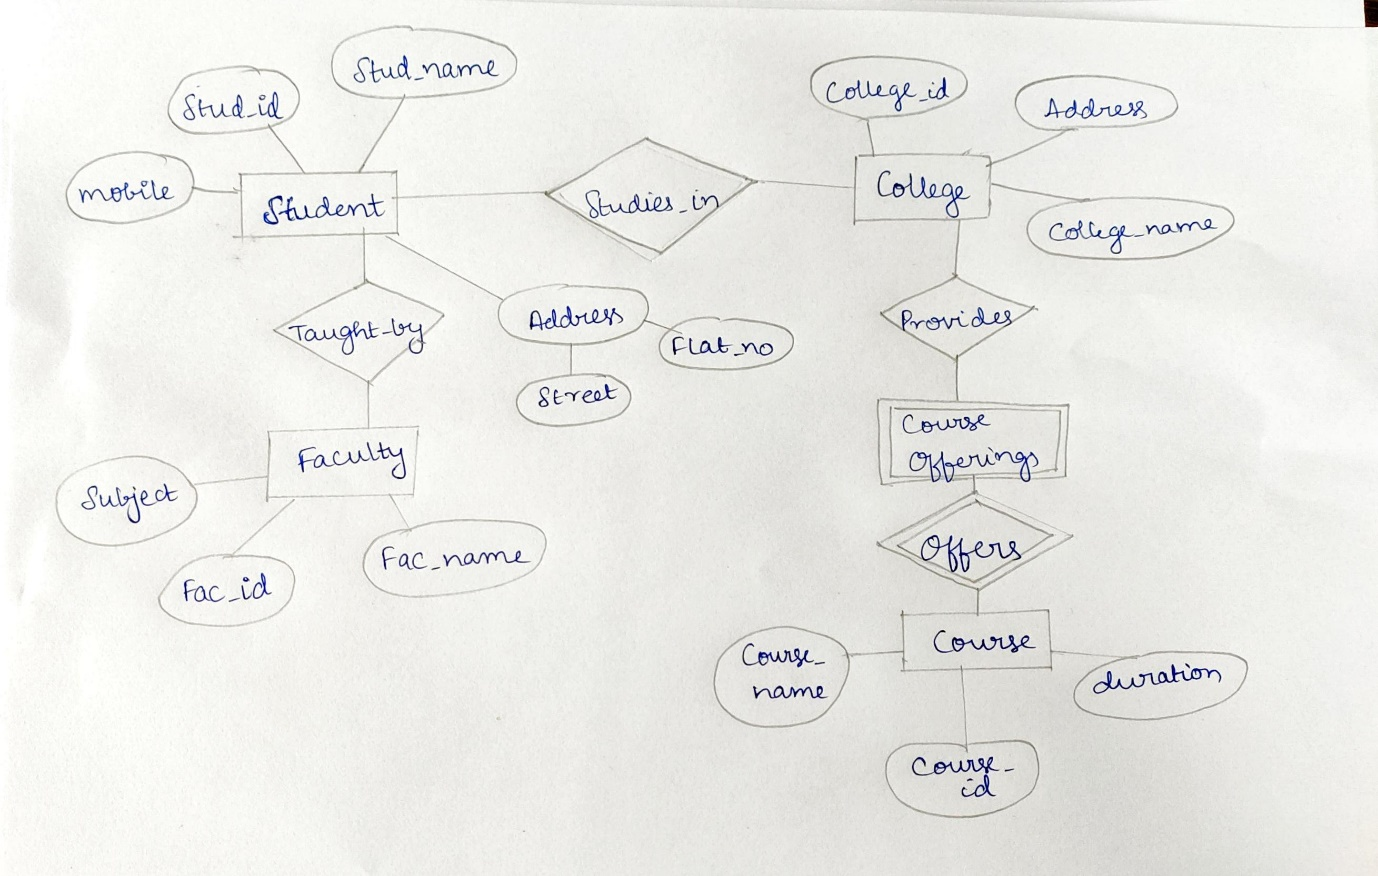 Stud_name
Stud_id
mobile
Student
Studies_in
College_id
Address
College
College_name
Taught_by
Address
Flat_no
Street
Provides
Faculty
Subject
Fac_id
Fac_name
Course
Offerings
Offers
Course
Course_
name
duration
Course_
id